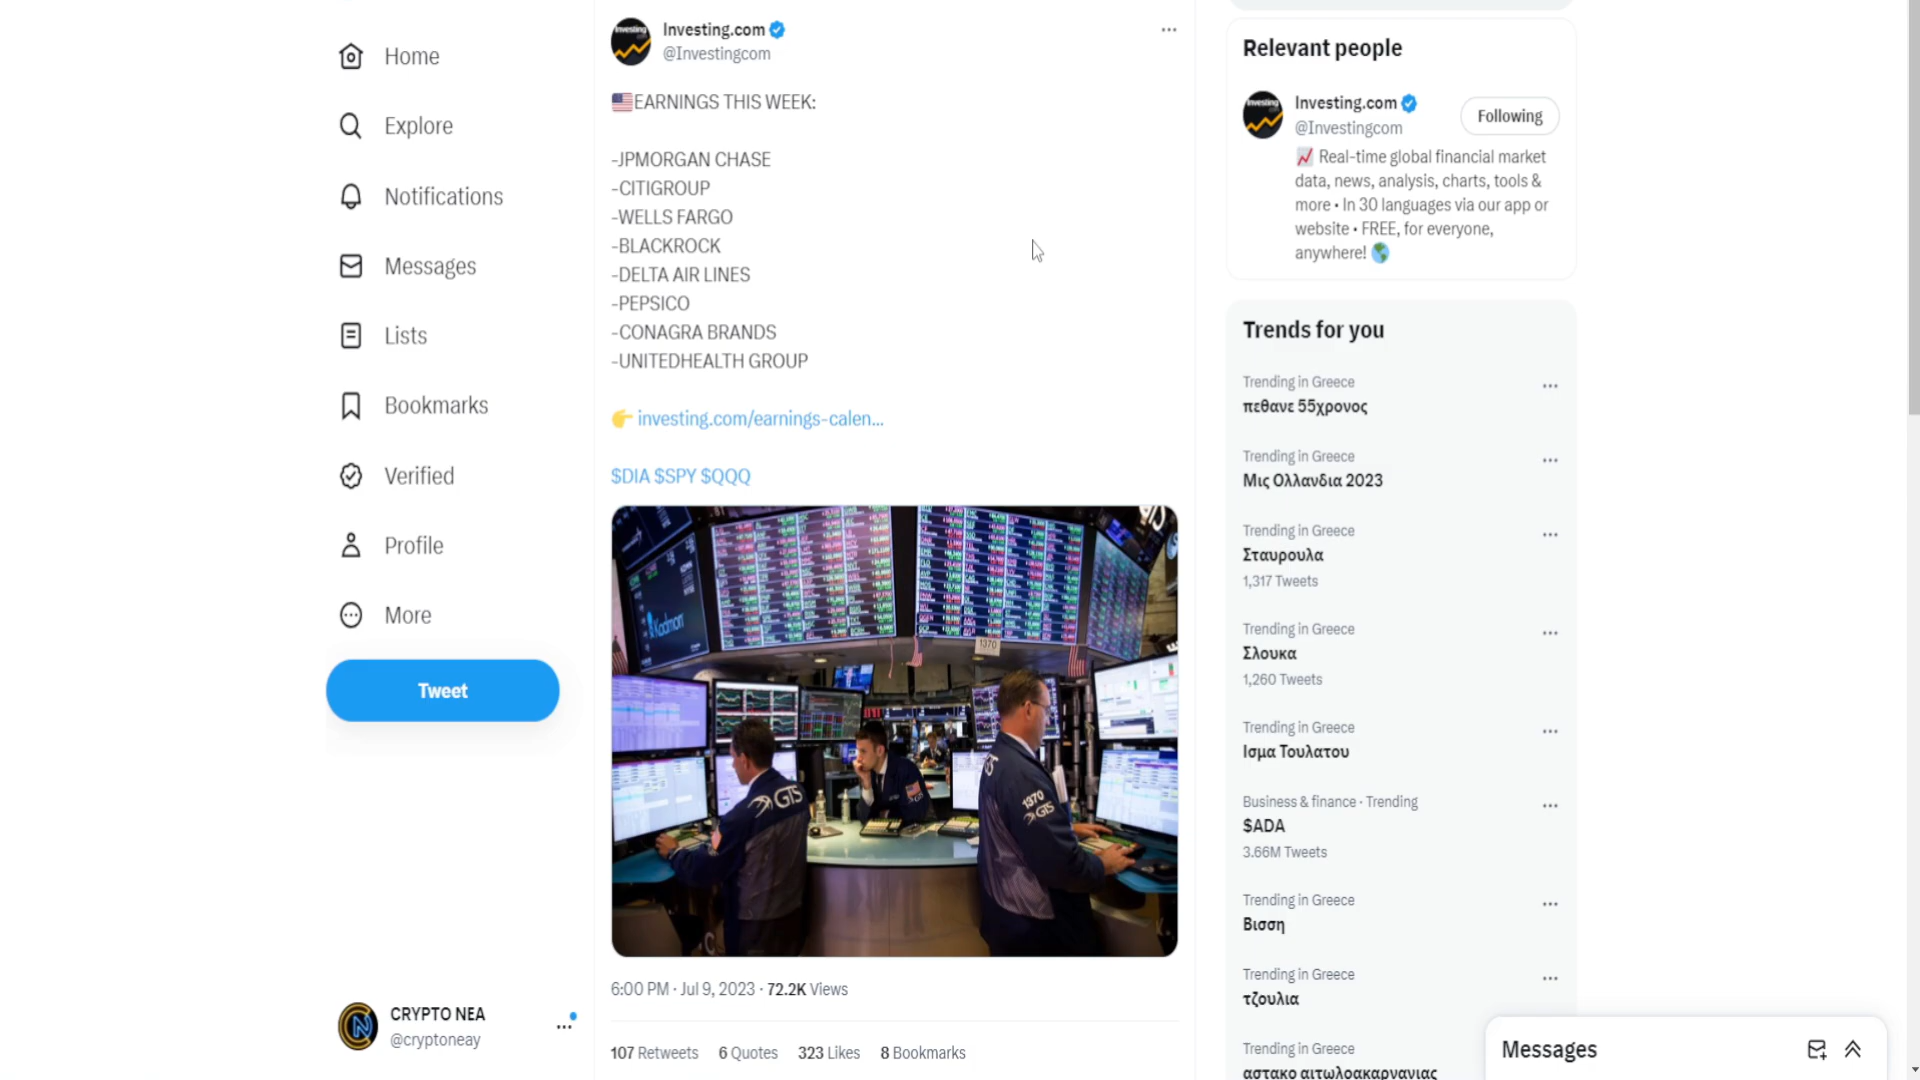 Home
Explore
Notifications
Messages
Lists
Bookmarks
Verified
Profile
More
Tweet
CRYPTO NEA
@cryptoneay
Investing.com
@Investingcom
EARNINGS THIS WEEK:
-JPMORGAN CHASE
-CITIGROUP
-WELLS FARGO
-BLACKROCK
-DELTA AIR LINES
-PEPSICO
-CONAGRA BRANDS
-UNITEDHEALTH GROUP
investing.com/earnings-calen...
$DIA $SPY $QQQ
Kadmon
1370
GTS
1370
GTS
6:00 PM · Jul 9, 2023 · 72.2K Views
107 Retweets 6 Quotes 323 Likes 8 Bookmarks
Relevant people
Investing.com
@Investingcom
Following
Real-time global financial market
data, news, analysis, charts, tools &
more • In 30 languages via our app or
website • FREE, for everyone,
anywhere!
Trends for you
Trending in Greece
πεθανε 55χρονος
Trending in Greece
Μις Ολλανδια 2023
Trending in Greece
Σταυρουλα
1,317 Tweets
Trending in Greece
Σλουκα
1,260 Tweets
Trending in Greece
Ισμα Τουλατου
Business & finance · Trending
$ADA
3.66M Tweets
Trending in Greece
Βισση
Trending in Greece
τζουλια
Trending in Greece
αστακο αιτωλοακαρνανιας
Messages